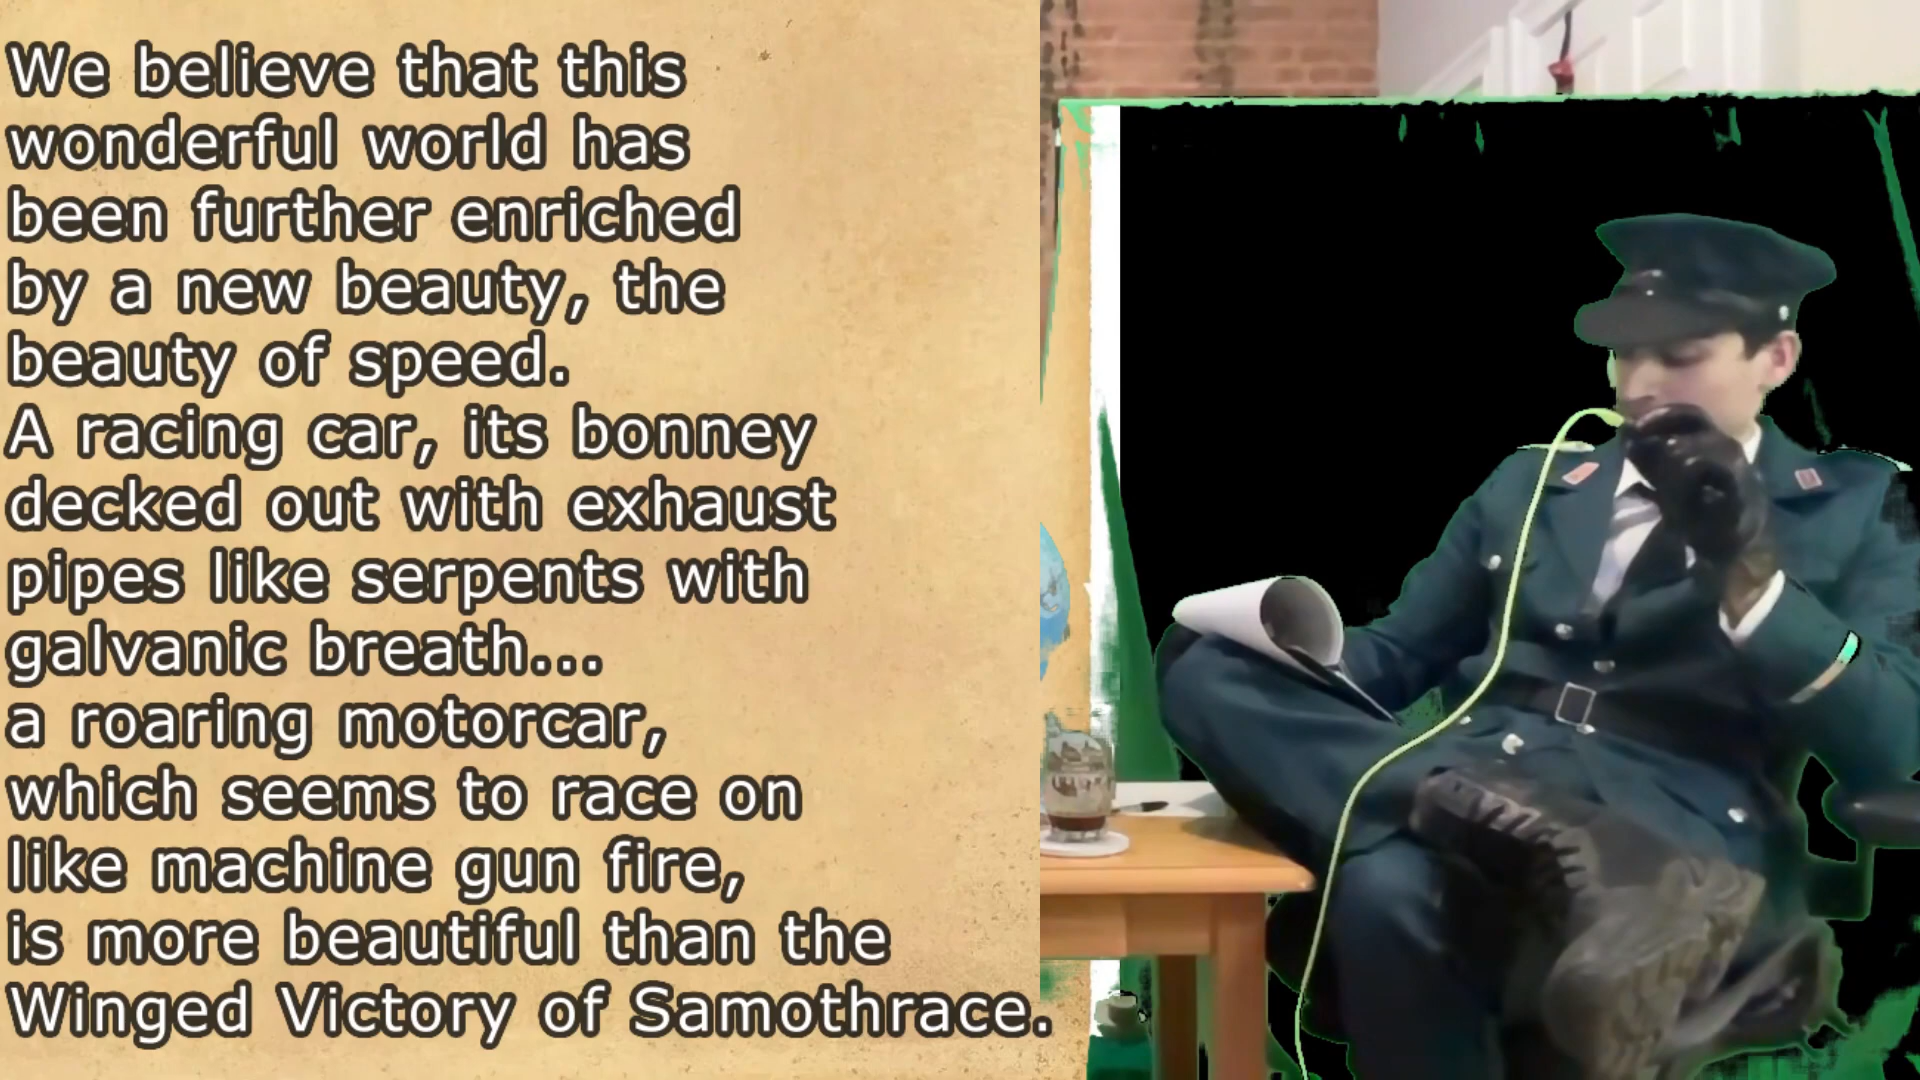 We believe that this
wonderful world has
been further enriched
by a new beauty, the
beauty of speed.
A racing car, its bonney
decked out with exhaust
pipes like serpents with
galvanic breath...
a roaring motorcar,
which seems to race on
like machine gun fire,
is more beautiful than the
Winged Victory of Samothrace.